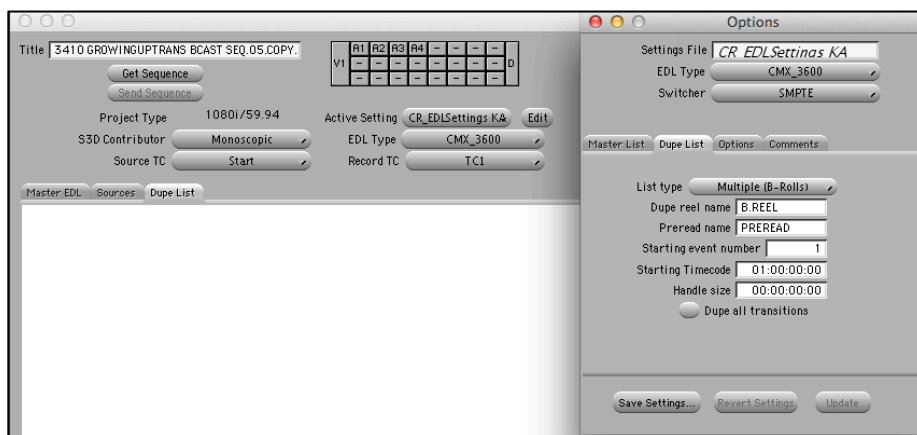 Title 3410 GROWINGUPTRANS BCAST SEQ.05.COPY.
Get Sequence
Send Sequence
Project Type 1080i/59.94
S3D Contributor Monoscopic
Source TC Start
A1 A2 A3 A4 - - - -
V1 - - - - - - - - D
- - - - - - - -
Active Setting CR_EDLSettings KA Edit
EDL Type CMX_3600
Record TC TC1
Master EDL Sources Dupe List
Options
Settings File CR_EDLSettings KA
EDL Type CMX_3600
Switcher SMPTE
Master List Dupe List Options Comments
List type Multiple (B-Rolls)
Dupe reel name B.REEL
Preread name PREREAD
Starting event number 1
Starting Timecode 01:00:00:00
Handle size 00:00:00:00
Dupe all transitions
Save Settings... Revert Settings Update